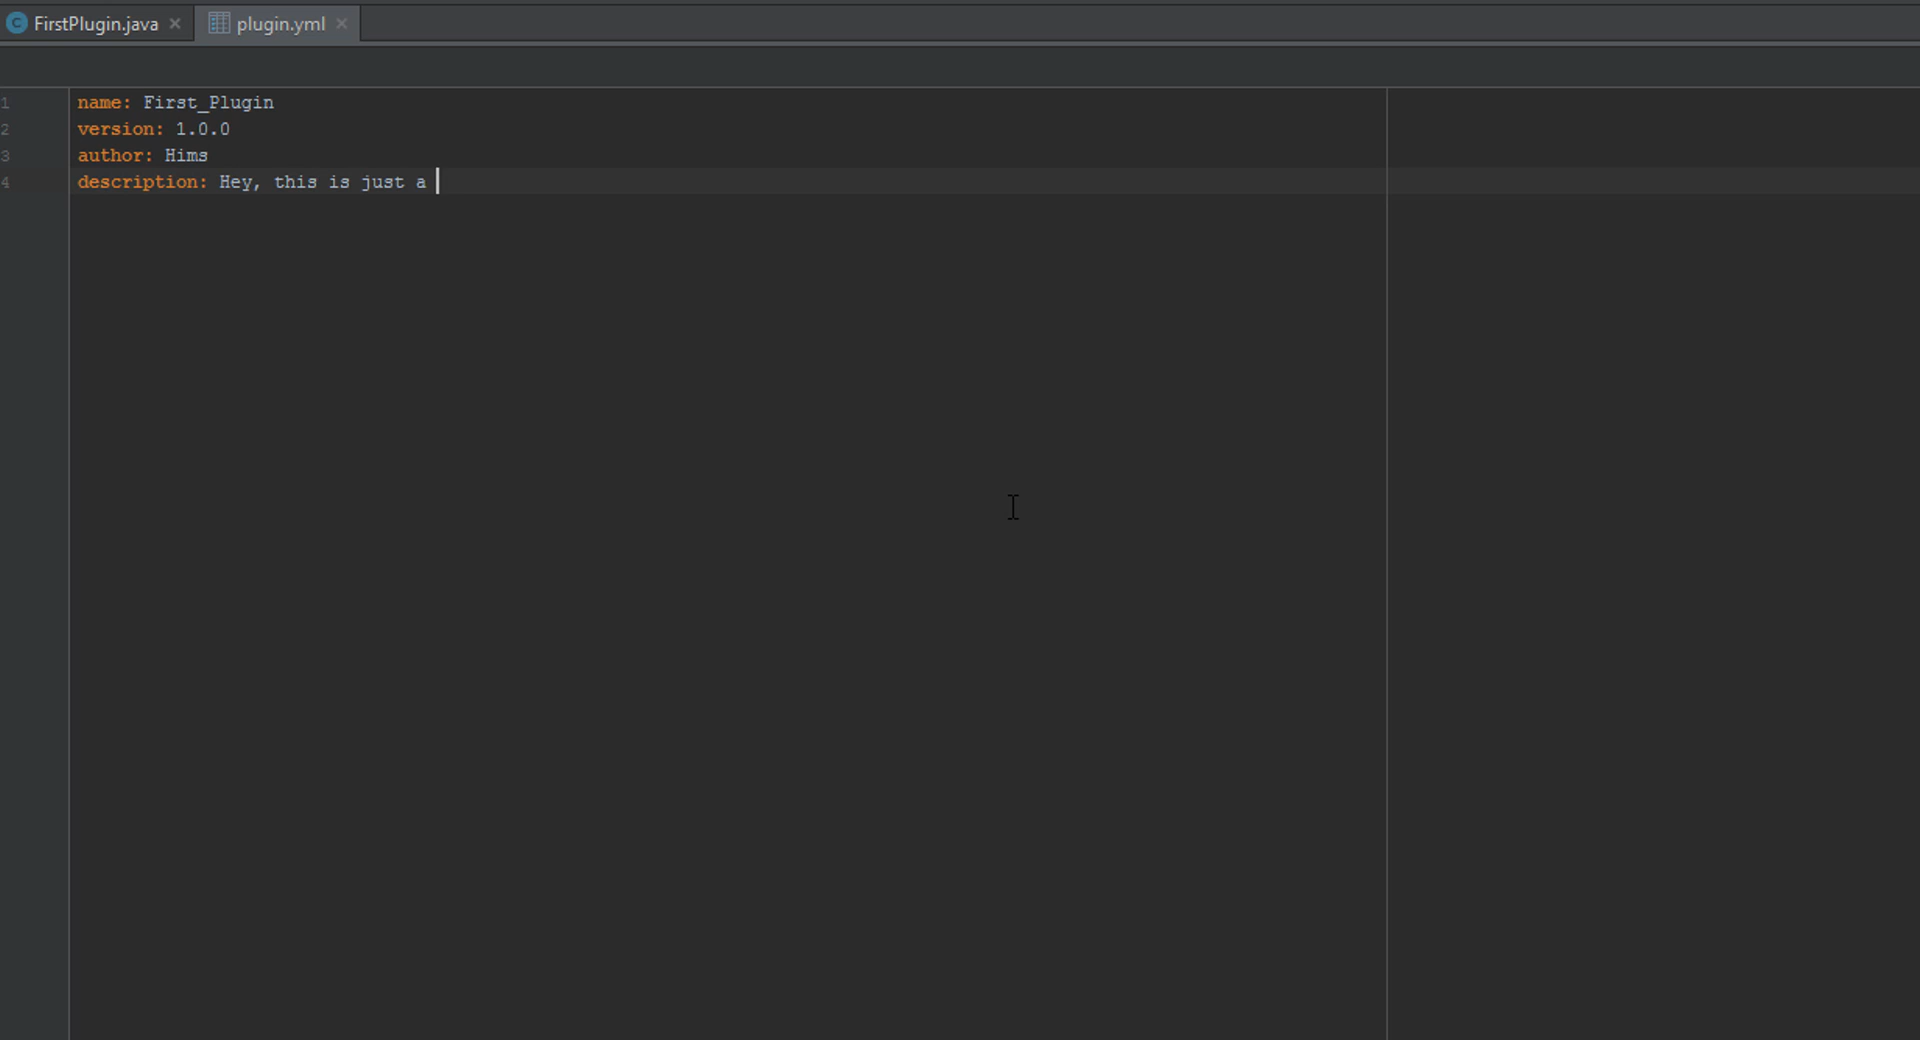 FirstPlugin.java
plugin.yml
1 name: First_Plugin
2 version: 1.0.0
3 author: Hims
4 description: Hey, this is just a